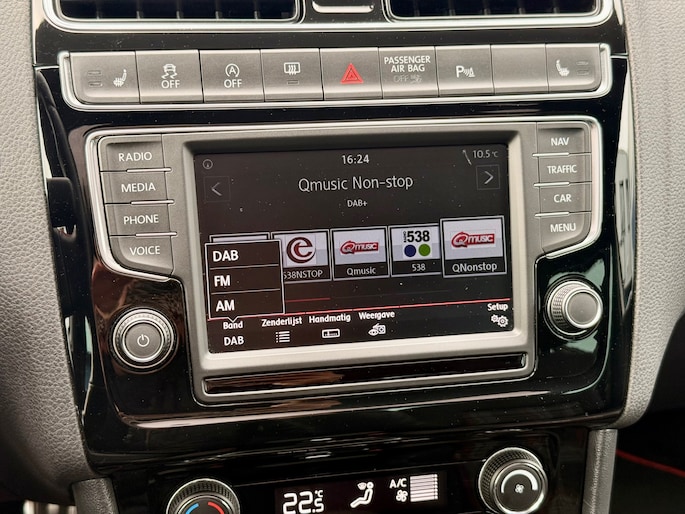 OFF
OFF
PASSENGER
AIR BAG
OFF
P
RADIO
MEDIA
PHONE
VOICE
16:24
10.5 °C
Qmusic Non-stop
DAB+
NAV
TRAFFIC
CAR
MENU
DAB
FM
AM
538NSTOP
QMUSIC
Qmusic
538
538
QMUSIC
QNonstop
Band
DAB
Zenderlijst
Handmatig
Weergave
Setup
22.5 °C
A/C